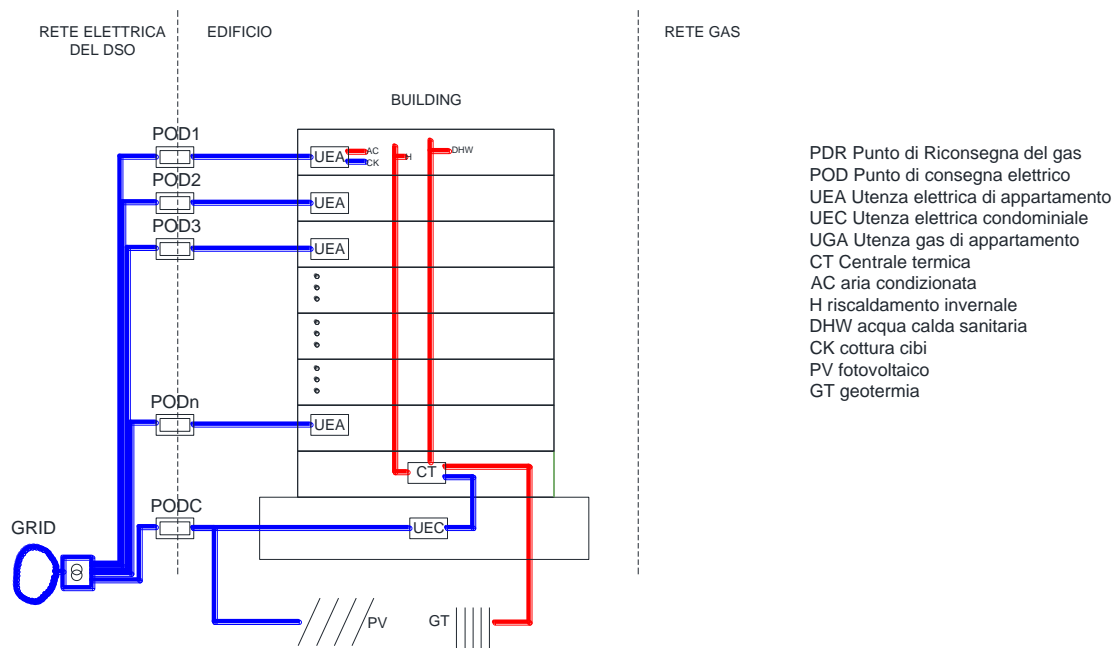 RETE ELETTRICA
DEL DSO
EDIFICIO
RETE GAS
BUILDING
POD1
UEA
AC
CK
H
DHW
POD2
UEA
POD3
UEA
PODn
UEA
CT
PODC
UEC
GRID
PV
GT
PDR Punto di Riconsegna del gas
POD Punto di consegna elettrico
UEA Utenza elettrica di appartamento
UEC Utenza elettrica condominiale
UGA Utenza gas di appartamento
CT Centrale termica
AC aria condizionata
H riscaldamento invernale
DHW acqua calda sanitaria
CK cottura cibi
PV fotovoltaico
GT geotermia